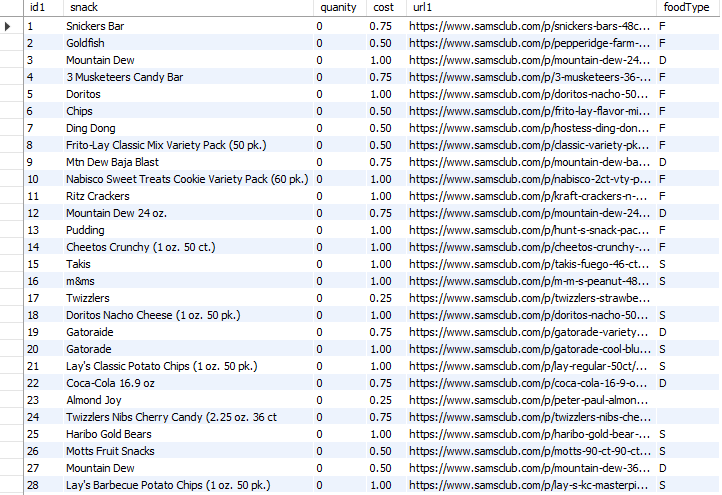 id1 snack quanity cost url1 foodType
1 Snickers Bar 0 0.75 https://www.samsclub.com/p/snickers-bars-48c... F
2 Goldfish 0 0.50 https://www.samsclub.com/p/pepperidge-farm-... F
3 Mountain Dew 0 1.00 https://www.samsclub.com/p/mountain-dew-24... D
4 3 Musketeers Candy Bar 0 0.75 https://www.samsclub.com/p/3-musketeers-36-... F
5 Doritos 0 1.00 https://www.samsclub.com/p/doritos-nacho-50... F
6 Chips 0 0.50 https://www.samsclub.com/p/frito-lay-flavor-mi... F
7 Ding Dong 0 0.50 https://www.samsclub.com/p/hostess-ding-don... F
8 Frito-Lay Classic Mix Variety Pack (50 pk.) 0 0.50 https://www.samsclub.com/p/classic-variety-pk... F
9 Mtn Dew Baja Blast 0 0.75 https://www.samsclub.com/p/mountain-dew-ba... D
10 Nabisco Sweet Treats Cookie Variety Pack (60 pk.) 0 1.00 https://www.samsclub.com/p/nabisco-2ct-vty-p... F
11 Ritz Crackers 0 1.00 https://www.samsclub.com/p/kraft-crackers-n-... F
12 Mountain Dew 24 oz. 0 0.75 https://www.samsclub.com/p/mountain-dew-24... D
13 Pudding 0 1.00 https://www.samsclub.com/p/hunt-s-snack-pac... F
14 Cheetos Crunchy (1 oz. 50 ct.) 0 1.00 https://www.samsclub.com/p/cheetos-crunchy-... F
15 Takis 0 1.00 https://www.samsclub.com/p/takis-fuego-46-ct... S
16 m&ms 0 1.00 https://www.samsclub.com/p/m-m-s-peanut-48... S
17 Twizzlers 0 0.25 https://www.samsclub.com/p/twizzlers-strawbe...
18 Doritos Nacho Cheese (1 oz. 50 pk.) 0 1.00 https://www.samsclub.com/p/doritos-nacho-50... S
19 Gatoraide 0 0.75 https://www.samsclub.com/p/gatorade-variety... D
20 Gatorade 0 1.00 https://www.samsclub.com/p/gatorade-cool-blu... S
21 Lay's Classic Potato Chips (1 oz. 50 pk.) 0 1.00 https://www.samsclub.com/p/lay-regular-50ct/... S
22 Coca-Cola 16.9 oz 0 0.75 https://www.samsclub.com/p/coca-cola-16-9-o... D
23 Almond Joy 0 0.25 https://www.samsclub.com/p/peter-paul-almon...
24 Twizzlers Nibs Cherry Candy (2.25 oz. 36 ct 0 1.00 https://www.samsclub.com/p/twizzlers-nibs-che...
25 Haribo Gold Bears 0 1.00 https://www.samsclub.com/p/haribo-gold-bear-... S
26 Motts Fruit Snacks 0 0.50 https://www.samsclub.com/p/motts-90-ct-90-ct... S
27 Mountain Dew 0 0.50 https://www.samsclub.com/p/mountain-dew-36... D
28 Lay's Barbecue Potato Chips (1 oz. 50 pk.) 0 1.00 https://www.samsclub.com/p/lay-s-kc-masterpi... S